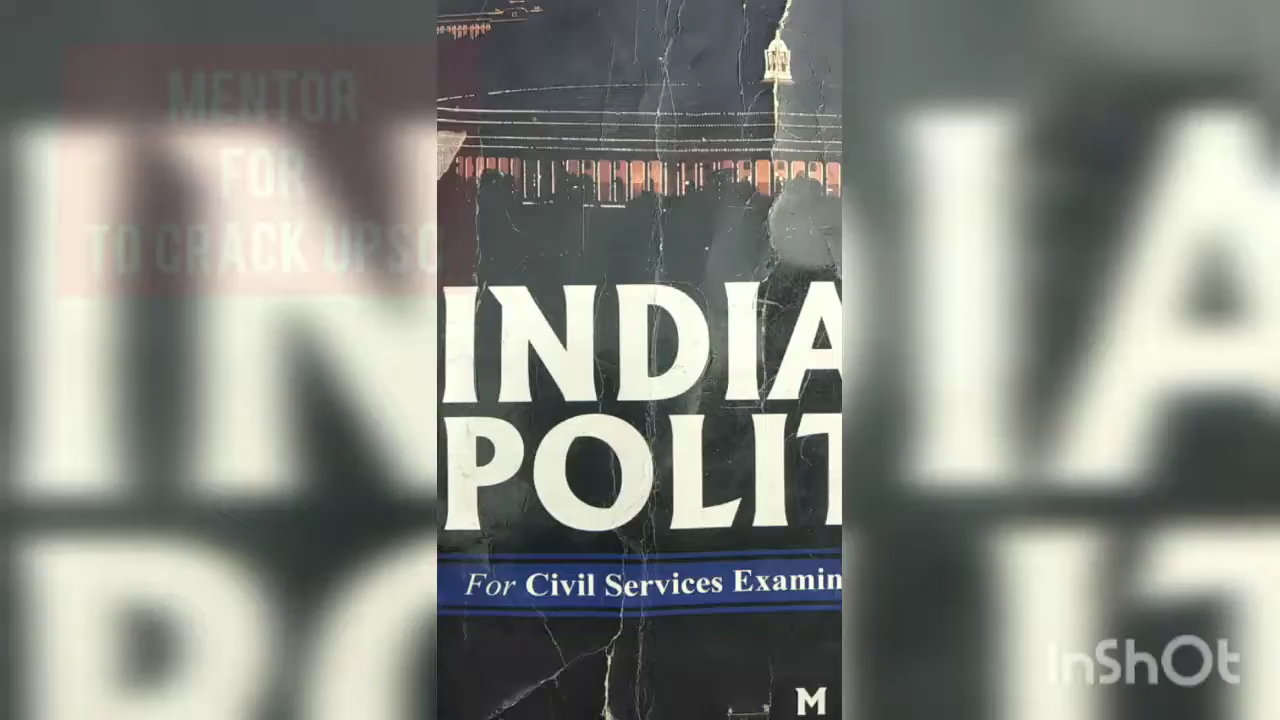 MENTOR
FOR
TO CRACK UPSC
INDIA
POLIT
For Civil Services Examin
M
InShOt